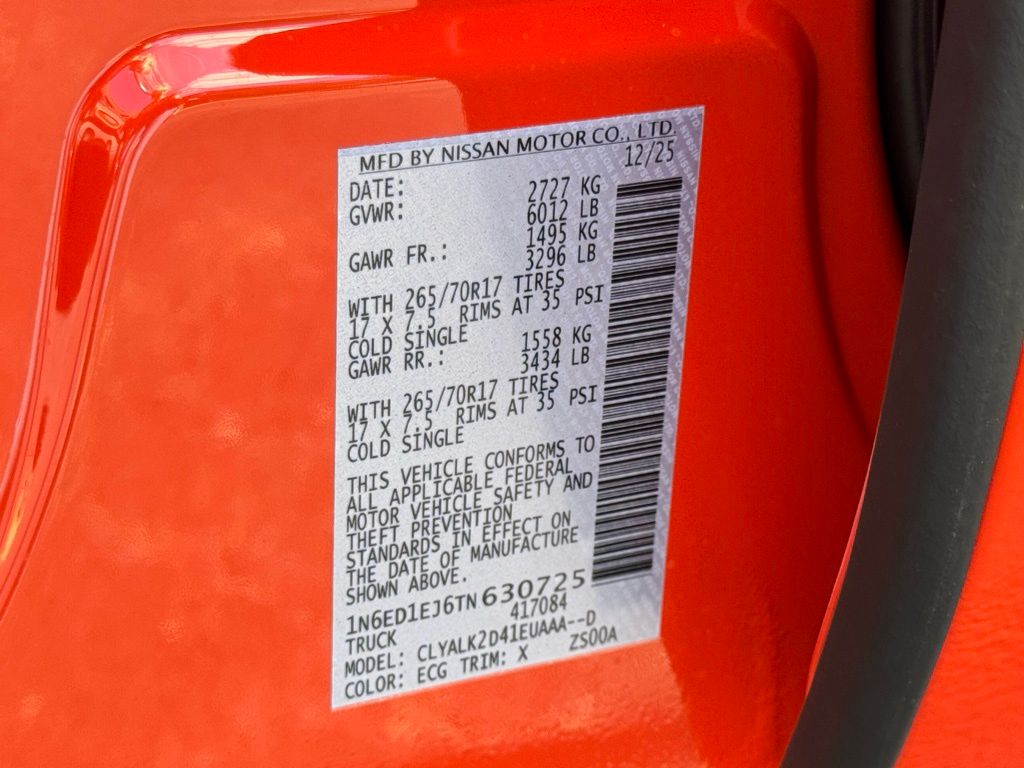 MFD BY NISSAN MOTOR CO., LTD.
DATE: 12/25
GVWR: 2727 KG
6012 LB
GAWR FR.: 1495 KG
3296 LB
WITH 265/70R17 TIRES
17 X 7.5 RIMS AT 35 PSI
COLD SINGLE
GAWR RR.: 1558 KG
3434 LB
WITH 265/70R17 TIRES
17 X 7.5 RIMS AT 35 PSI
COLD SINGLE
THIS VEHICLE CONFORMS TO
ALL APPLICABLE FEDERAL
MOTOR VEHICLE SAFETY AND
THEFT PREVENTION
STANDARDS IN EFFECT ON
THE DATE OF MANUFACTURE
SHOWN ABOVE.
1N6ED1EJ6TN630725
TRUCK 417084
MODEL: CLYALK2D41EUAAA--D
COLOR: ECG TRIM: X ZS00A